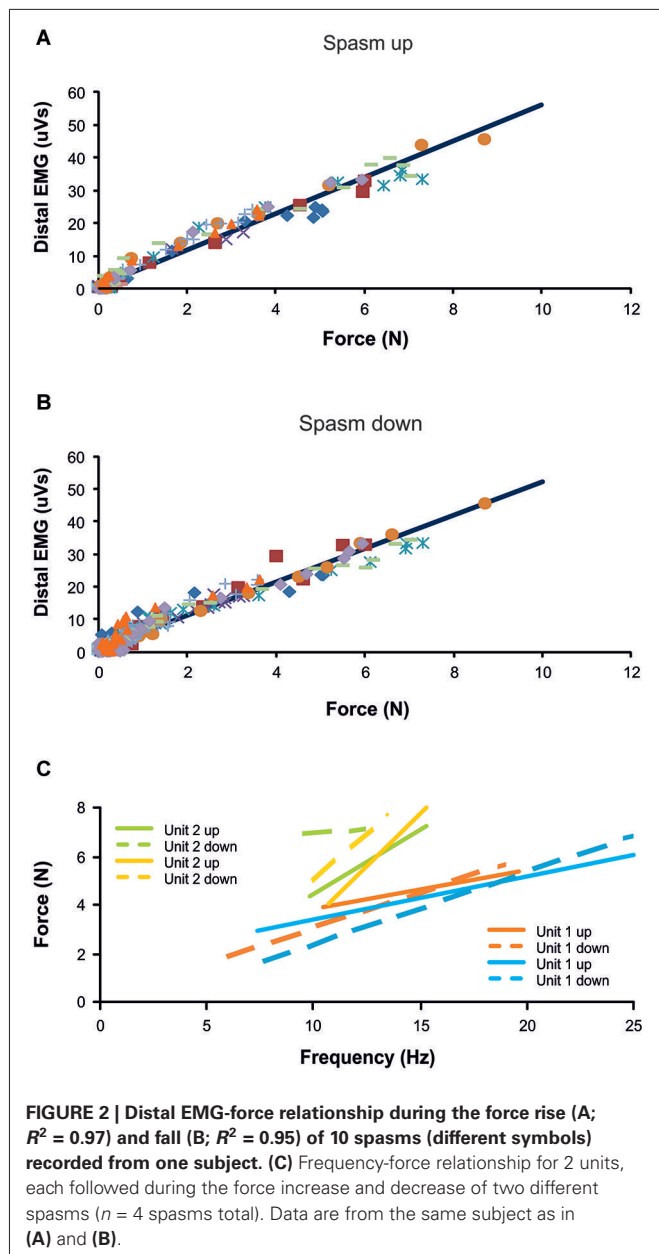 A
Spasm up
Distal EMG (uVs)
60
50
40
30
20
10
0
0 2 4 6 8 10 12
Force (N)
B
Spasm down
Distal EMG (uVs)
60
50
40
30
20
10
0
0 2 4 6 8 10 12
Force (N)
C
Force (N)
8
6
4
2
0
Unit 2 up
Unit 2 down
Unit 2 up
Unit 2 down
Unit 1 up
Unit 1 down
Unit 1 up
Unit 1 down
0 5 10 15 20 25
Frequency (Hz)
FIGURE 2 | Distal EMG-force relationship during the force rise (A;
R² = 0.97) and fall (B; R² = 0.95) of 10 spasms (different symbols)
recorded from one subject. (C) Frequency-force relationship for 2 units,
each followed during the force increase and decrease of two different
spasms (n = 4 spasms total). Data are from the same subject as in
(A) and (B).